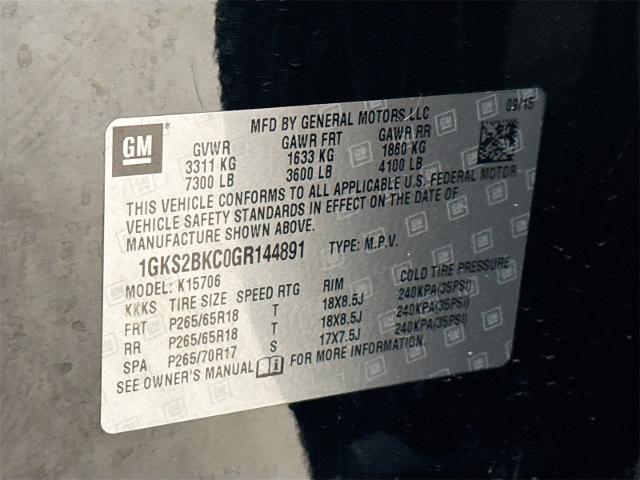 MFD BY GENERAL MOTORS LLC 09/15
GM
GVWR GAWR FRT GAWR RR
3311 KG 1633 KG 1860 KG
7300 LB 3600 LB 4100 LB
THIS VEHICLE CONFORMS TO ALL APPLICABLE U.S. FEDERAL MOTOR
VEHICLE SAFETY STANDARDS IN EFFECT ON THE DATE OF
MANUFACTURE SHOWN ABOVE.
1GKS2BKC0GR144891 TYPE: M.P.V.
MODEL: K15706
KKKS TIRE SIZE SPEED RTG RIM COLD TIRE PRESSURE
FRT P265/65R18 T 18X8.5J 240KPA(35PSI)
RR P265/65R18 T 18X8.5J 240KPA(35PSI)
SPA P265/70R17 S 17X7.5J 240KPA(35PSI)
SEE OWNER'S MANUAL FOR MORE INFORMATION.